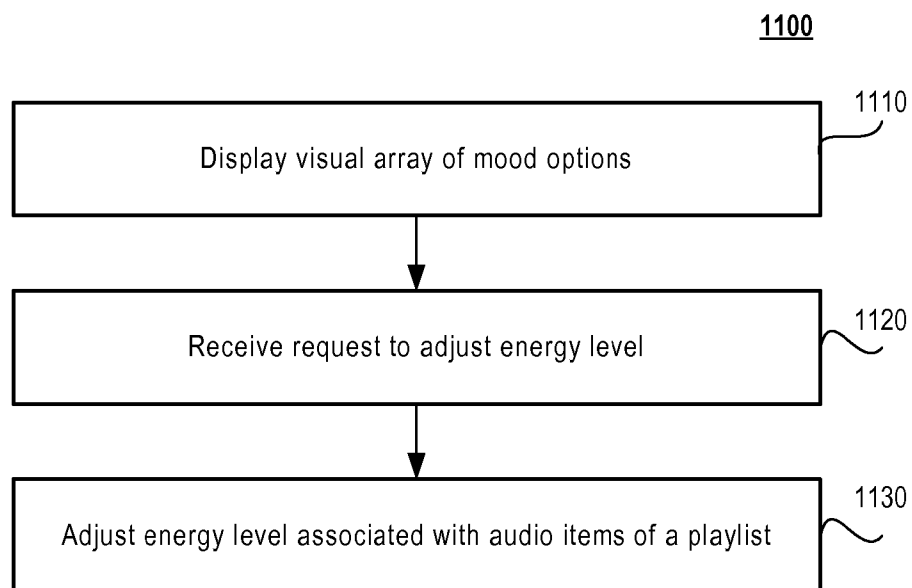 1100
1110
Display visual array of mood options
1120
Receive request to adjust energy level
1130
Adjust energy level associated with audio items of a playlist